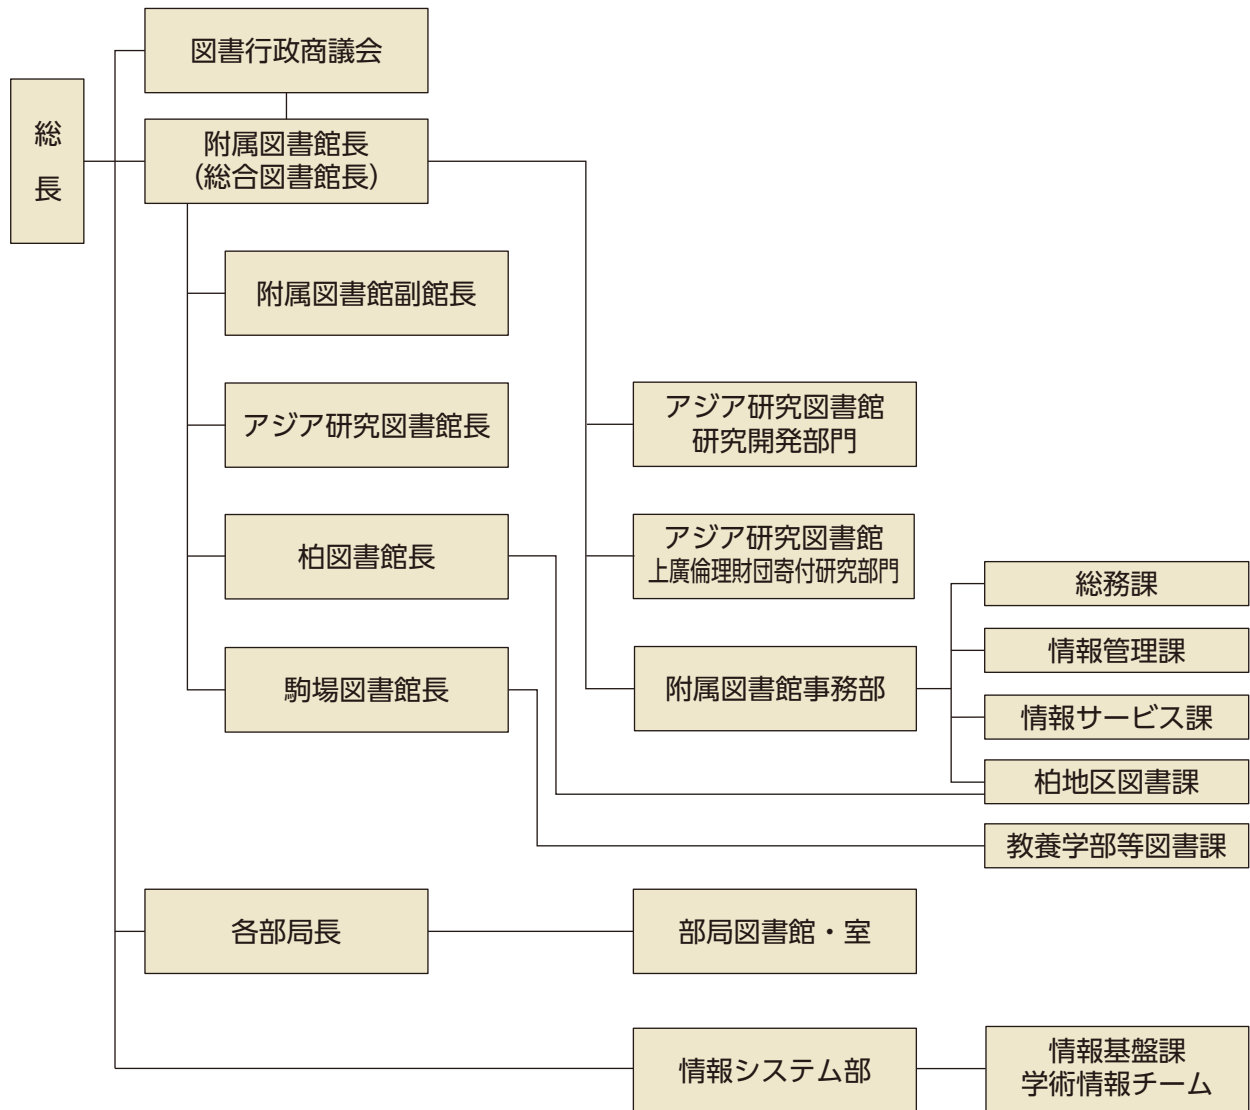 図書行政商議会
総長
附属図書館長
(総合図書館長)
附属図書館副館長
アジア研究図書館長
アジア研究図書館
研究開発部門
柏図書館長
アジア研究図書館
上廣倫理財団寄付研究部門
駒場図書館長
附属図書館事務部
総務課
情報管理課
情報サービス課
柏地区図書課
教養学部等図書課
各部局長
部局図書館・室
情報システム部
情報基盤課
学術情報チーム